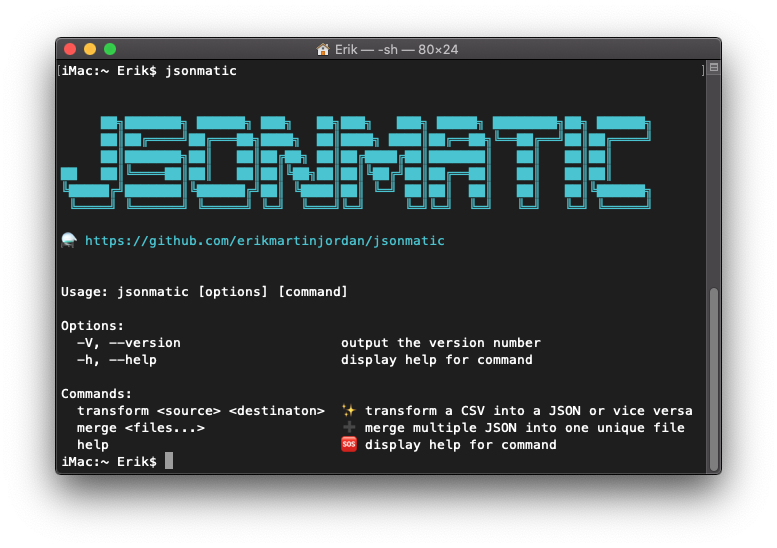 Erik — -sh — 80×24
[iMac:~ Erik$ jsonmatic ]
JSONMATIC
https://github.com/erikmartinjordan/jsonmatic
Usage: jsonmatic [options] [command]
Options:
-V, --version output the version number
-h, --help display help for command
Commands:
transform <source> <destinaton> ✨ transform a CSV into a JSON or vice versa
merge <files...> ➕ merge multiple JSON into one unique file
help 🆘 display help for command
iMac:~ Erik$